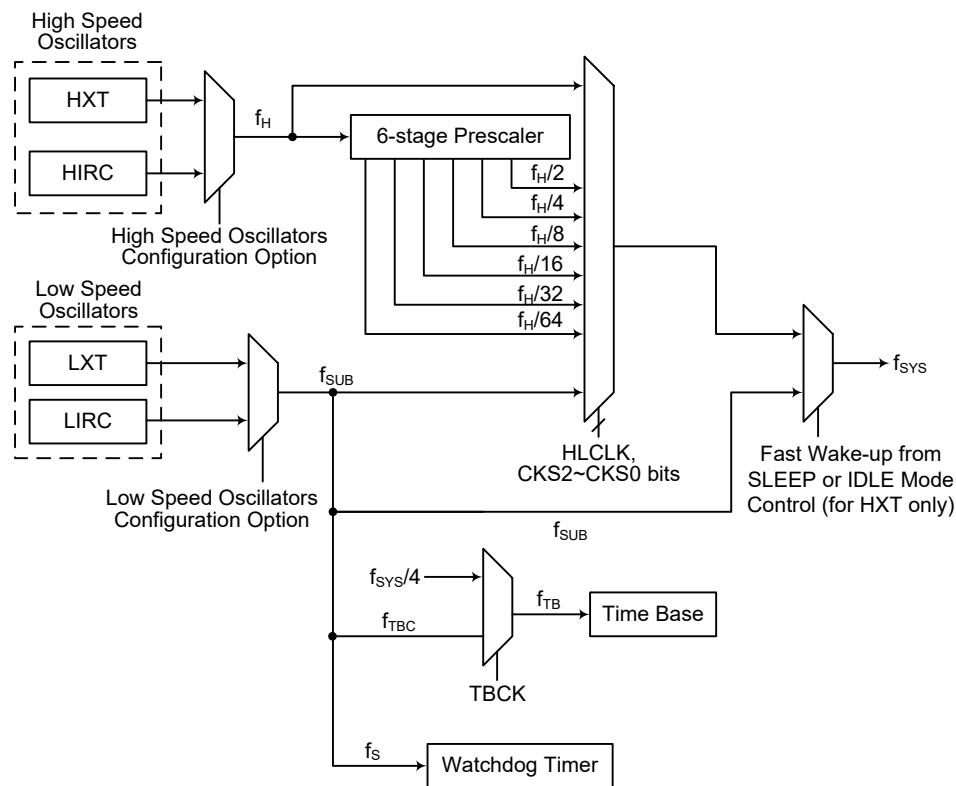 High Speed
Oscillators
HXT
HIRC
f_H
6-stage Prescaler
f_H/2
f_H/4
f_H/8
f_H/16
f_H/32
f_H/64
High Speed Oscillators
Configuration Option
Low Speed
Oscillators
LXT
LIRC
f_SUB
f_SYS
HLCLK,
CKS2~CKS0 bits
Fast Wake-up from
SLEEP or IDLE Mode
Control (for HXT only)
Low Speed Oscillators
Configuration Option
f_SUB
f_SYS/4
f_TBC
f_TB
Time Base
TBCK
f_S
Watchdog Timer